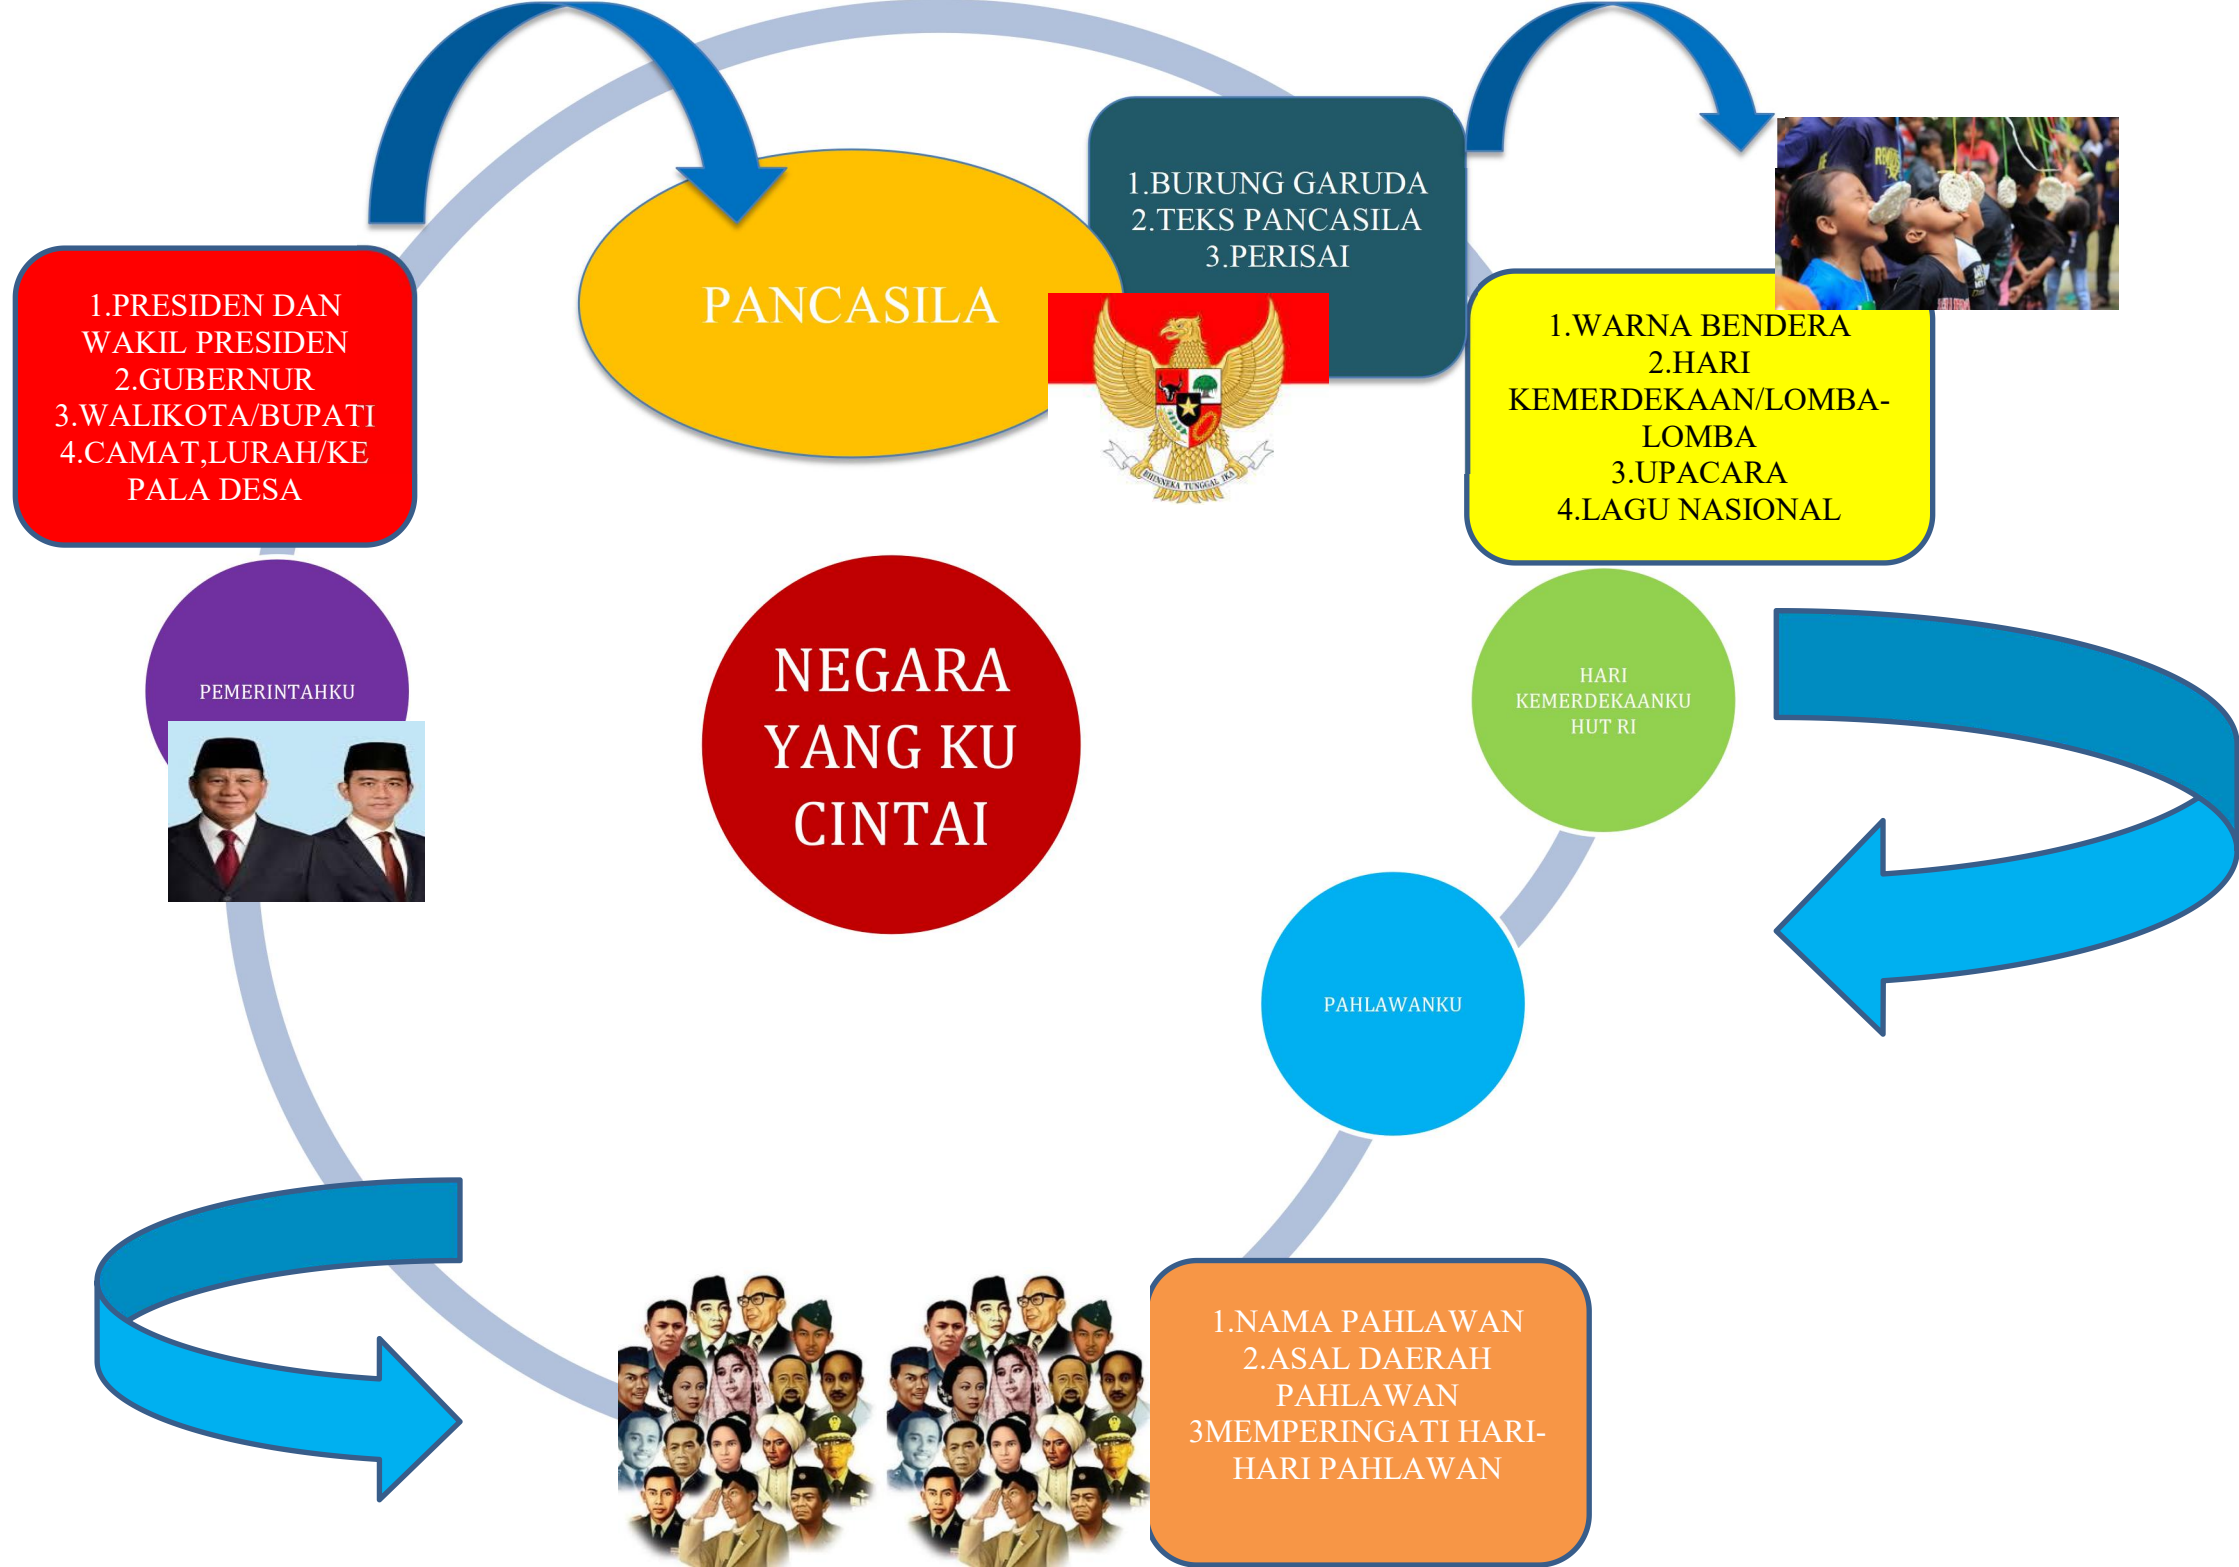 1.BURUNG GARUDA
2.TEKS PANCASILA
3.PERISAI
PANCASILA
1.PRESIDEN DAN
WAKIL PRESIDEN
2.GUBERNUR
3.WALIKOTA/BUPATI
4.CAMAT,LURAH/KE
PALA DESA
1.WARNA BENDERA
2.HARI
KEMERDEKAAN/LOMBA-
LOMBA
3.UPACARA
4.LAGU NASIONAL
BHINNEKA TUNGGAL IKA
PEMERINTAHKU
NEGARA
YANG KU
CINTAI
HARI
KEMERDEKAANKU
HUT RI
PAHLAWANKU
1.NAMA PAHLAWAN
2.ASAL DAERAH
PAHLAWAN
3MEMPERINGATI HARI-
HARI PAHLAWAN